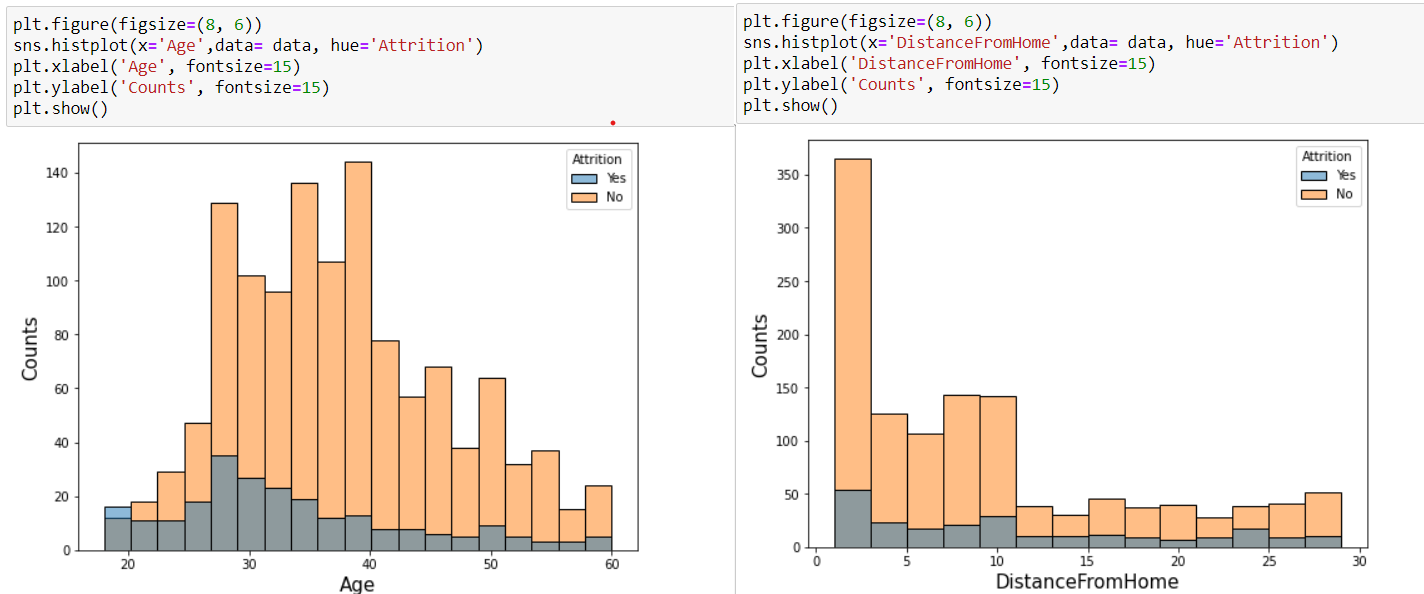 plt.figure(figsize=(8, 6))
sns.histplot(x='Age',data= data, hue='Attrition')
plt.xlabel('Age', fontsize=15)
plt.ylabel('Counts', fontsize=15)
plt.show()
140
120
100
80
60
40
20
0
Counts
Attrition
Yes
No
20 30 40 50 60
Age
plt.figure(figsize=(8, 6))
sns.histplot(x='DistanceFromHome',data= data, hue='Attrition')
plt.xlabel('DistanceFromHome', fontsize=15)
plt.ylabel('Counts', fontsize=15)
plt.show()
350
300
250
200
150
100
50
0
Counts
Attrition
Yes
No
0 5 10 15 20 25 30
DistanceFromHome